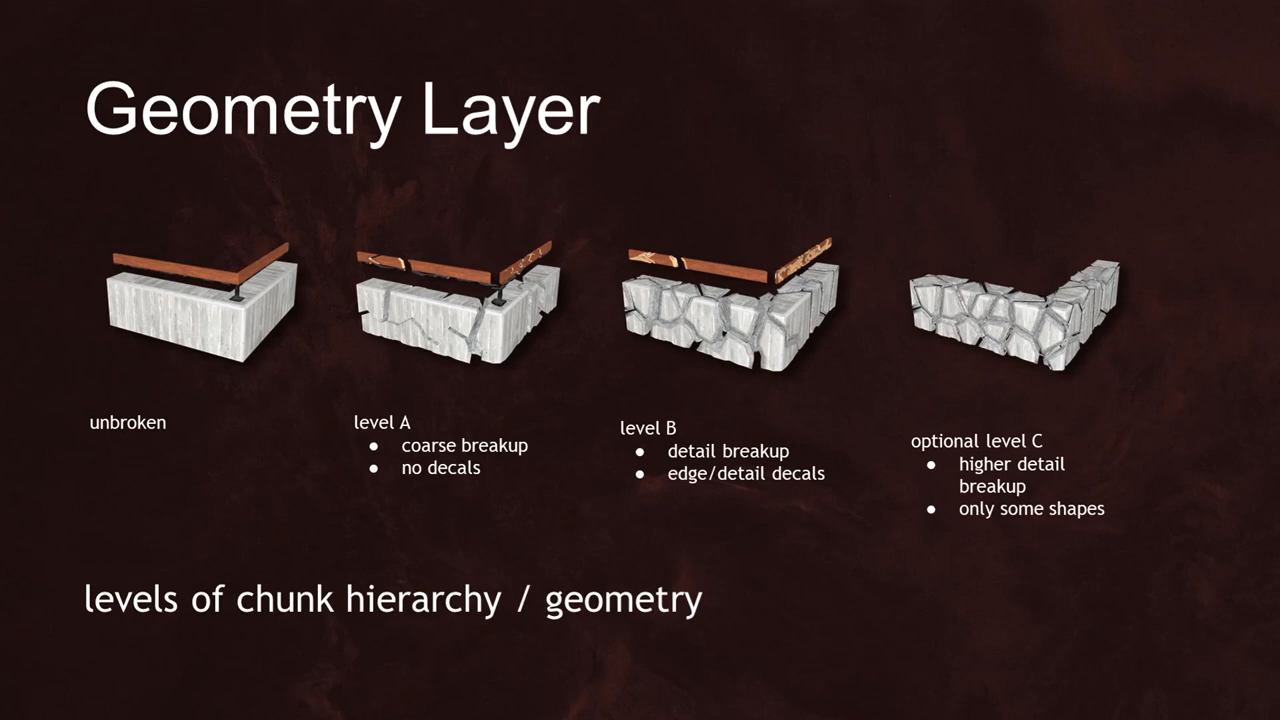 Geometry Layer
unbroken
level A
● coarse breakup
● no decals
level B
● detail breakup
● edge/detail decals
optional level C
● higher detail
breakup
● only some shapes
levels of chunk hierarchy / geometry